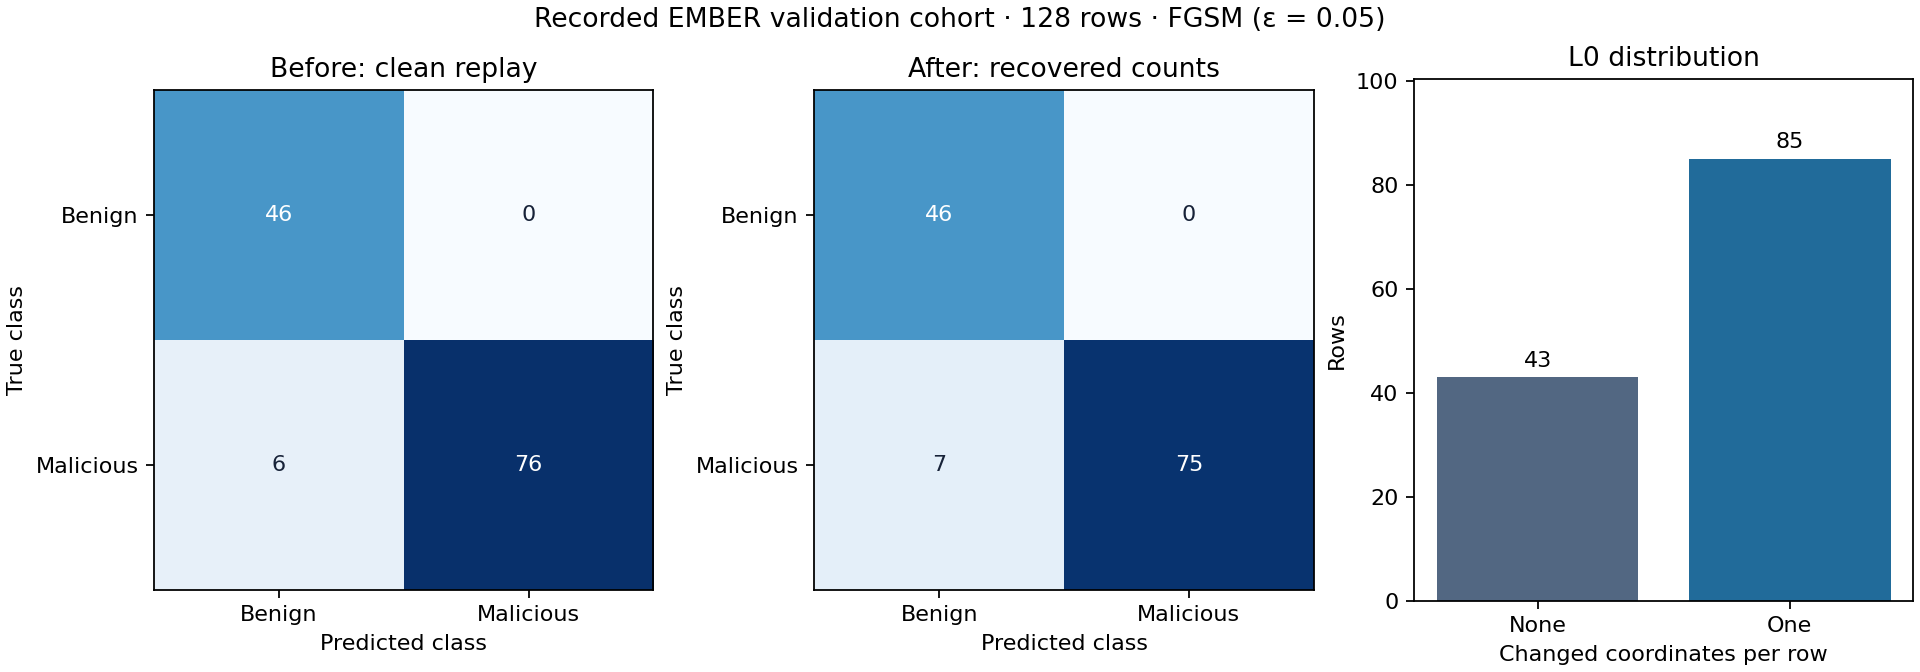 Recorded EMBER validation cohort · 128 rows · FGSM (ε = 0.05)
Before: clean replay
True class
Benign
46
0
Malicious
6
76
Benign
Malicious
Predicted class
After: recovered counts
True class
Benign
46
0
Malicious
7
75
Benign
Malicious
Predicted class
L0 distribution
Rows
100
80
60
40
20
0
43
85
None
One
Changed coordinates per row